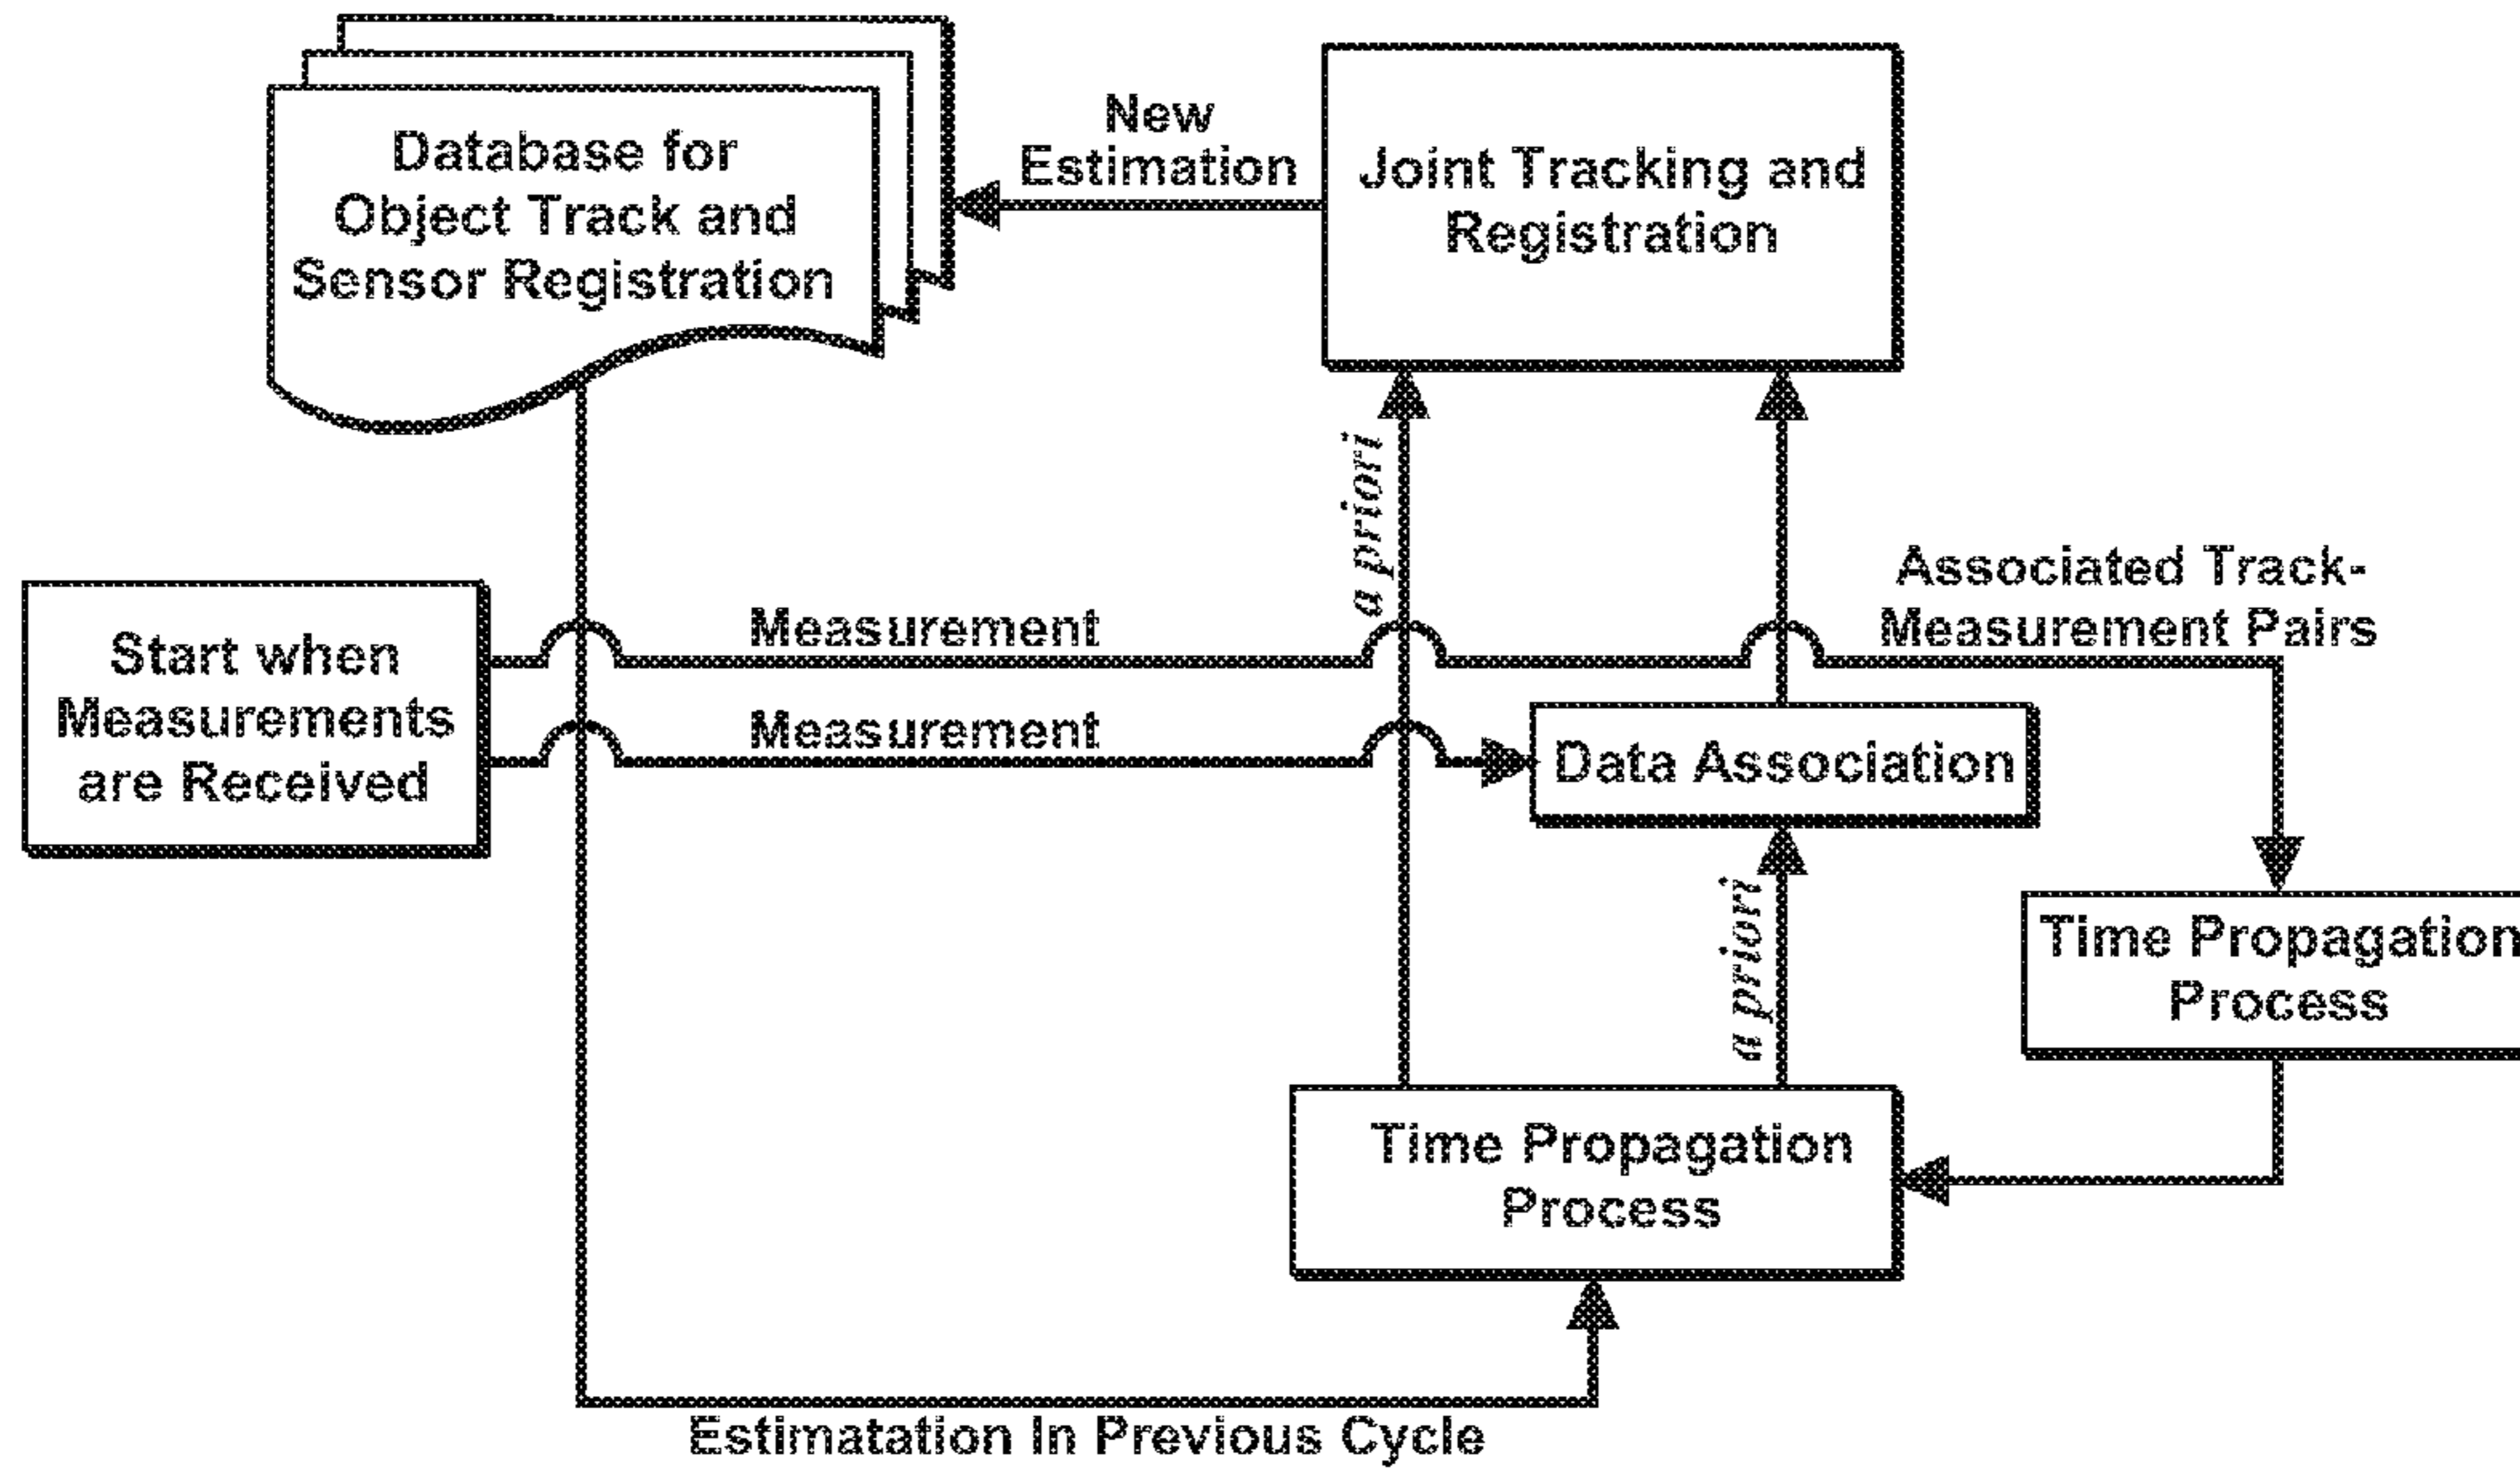 Database for
Object Track and
Sensor Registration
New
Estimation
Joint Tracking and
Registration
a priori
Associated Track-
Measurement Pairs
Start when
Measurements
are Received
Measurement
Measurement
Data Association
a priori
Time Propagation
Process
Time Propagation
Process
Estimatation In Previous Cycle